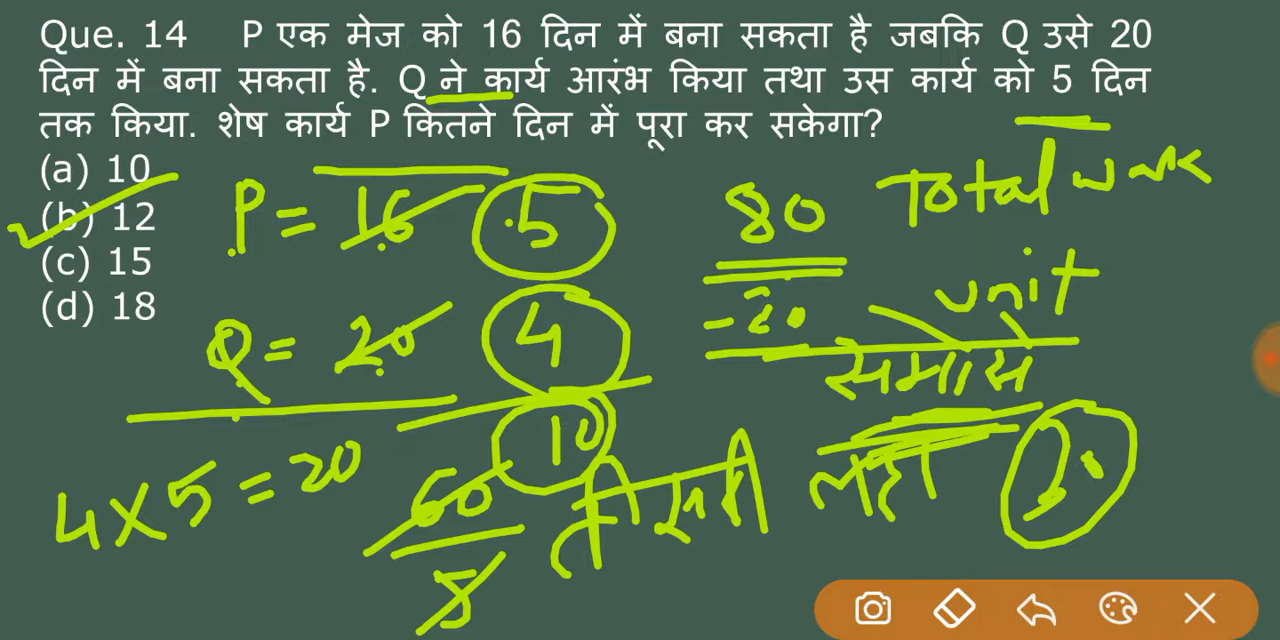 Que. 14 P एक मेज को 16 दिन में बना सकता है जबकि Q उसे 20
दिन में बना सकता है. Q ने कार्य आरंभ किया तथा उस कार्य को 5 दिन
तक किया. शेष कार्य P कितने दिन में पूरा कर सकेगा?
(a) 10
(b) 12
(c) 15
(d) 18
P = 16 5
80 Total work
unit
Q = 20 4
-20
समोसे
4×5=20
10
60
5